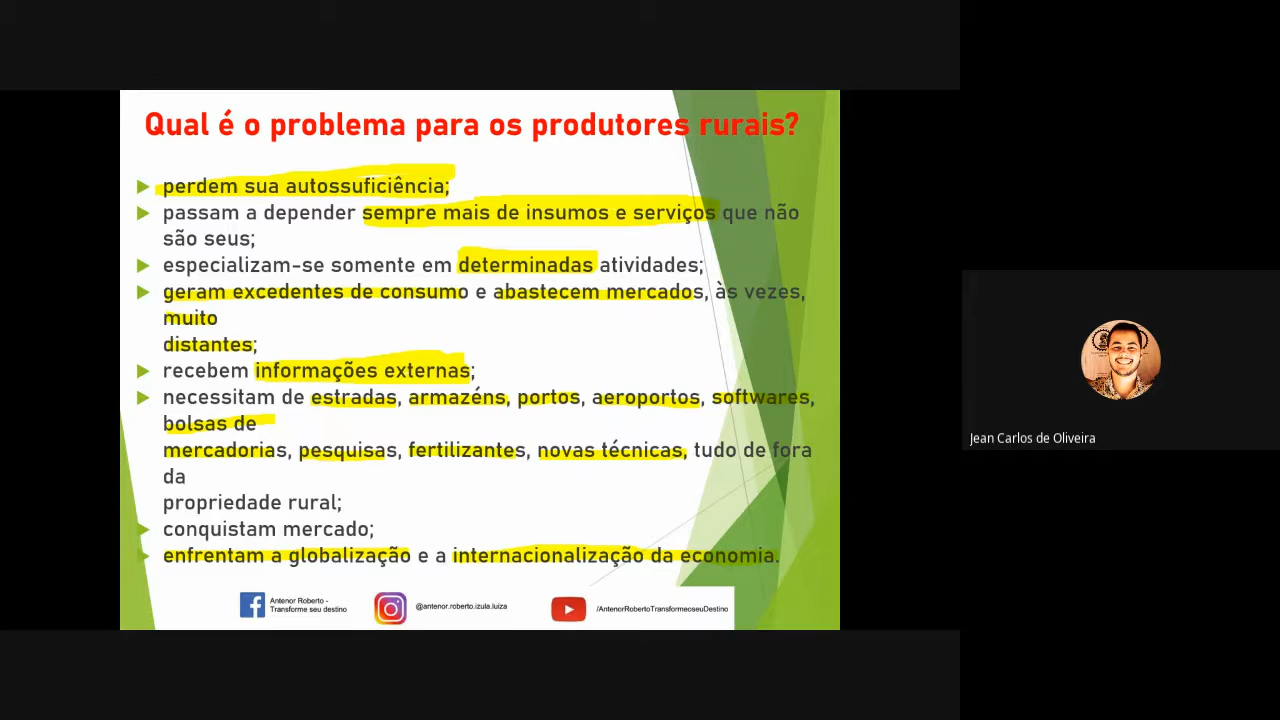 Qual é o problema para os produtores rurais?
perdem sua autossuficiência;
passam a depender sempre mais de insumos e serviços que não
são seus;
especializam-se somente em determinadas atividades;
geram excedentes de consumo e abastecem mercados, às vezes,
muito
distantes;
recebem informações externas;
necessitam de estradas, armazéns, portos, aeroportos, softwares,
bolsas de
mercadorias, pesquisas, fertilizantes, novas técnicas, tudo de fora
da
propriedade rural;
conquistam mercado;
enfrentam a globalização e a internacionalização da economia.
Antenor Roberto -
Transforme seu destino
@antenor.roberto.izula.luiza
/AntenorRobertoTransformeoseuDestino
Jean Carlos de Oliveira